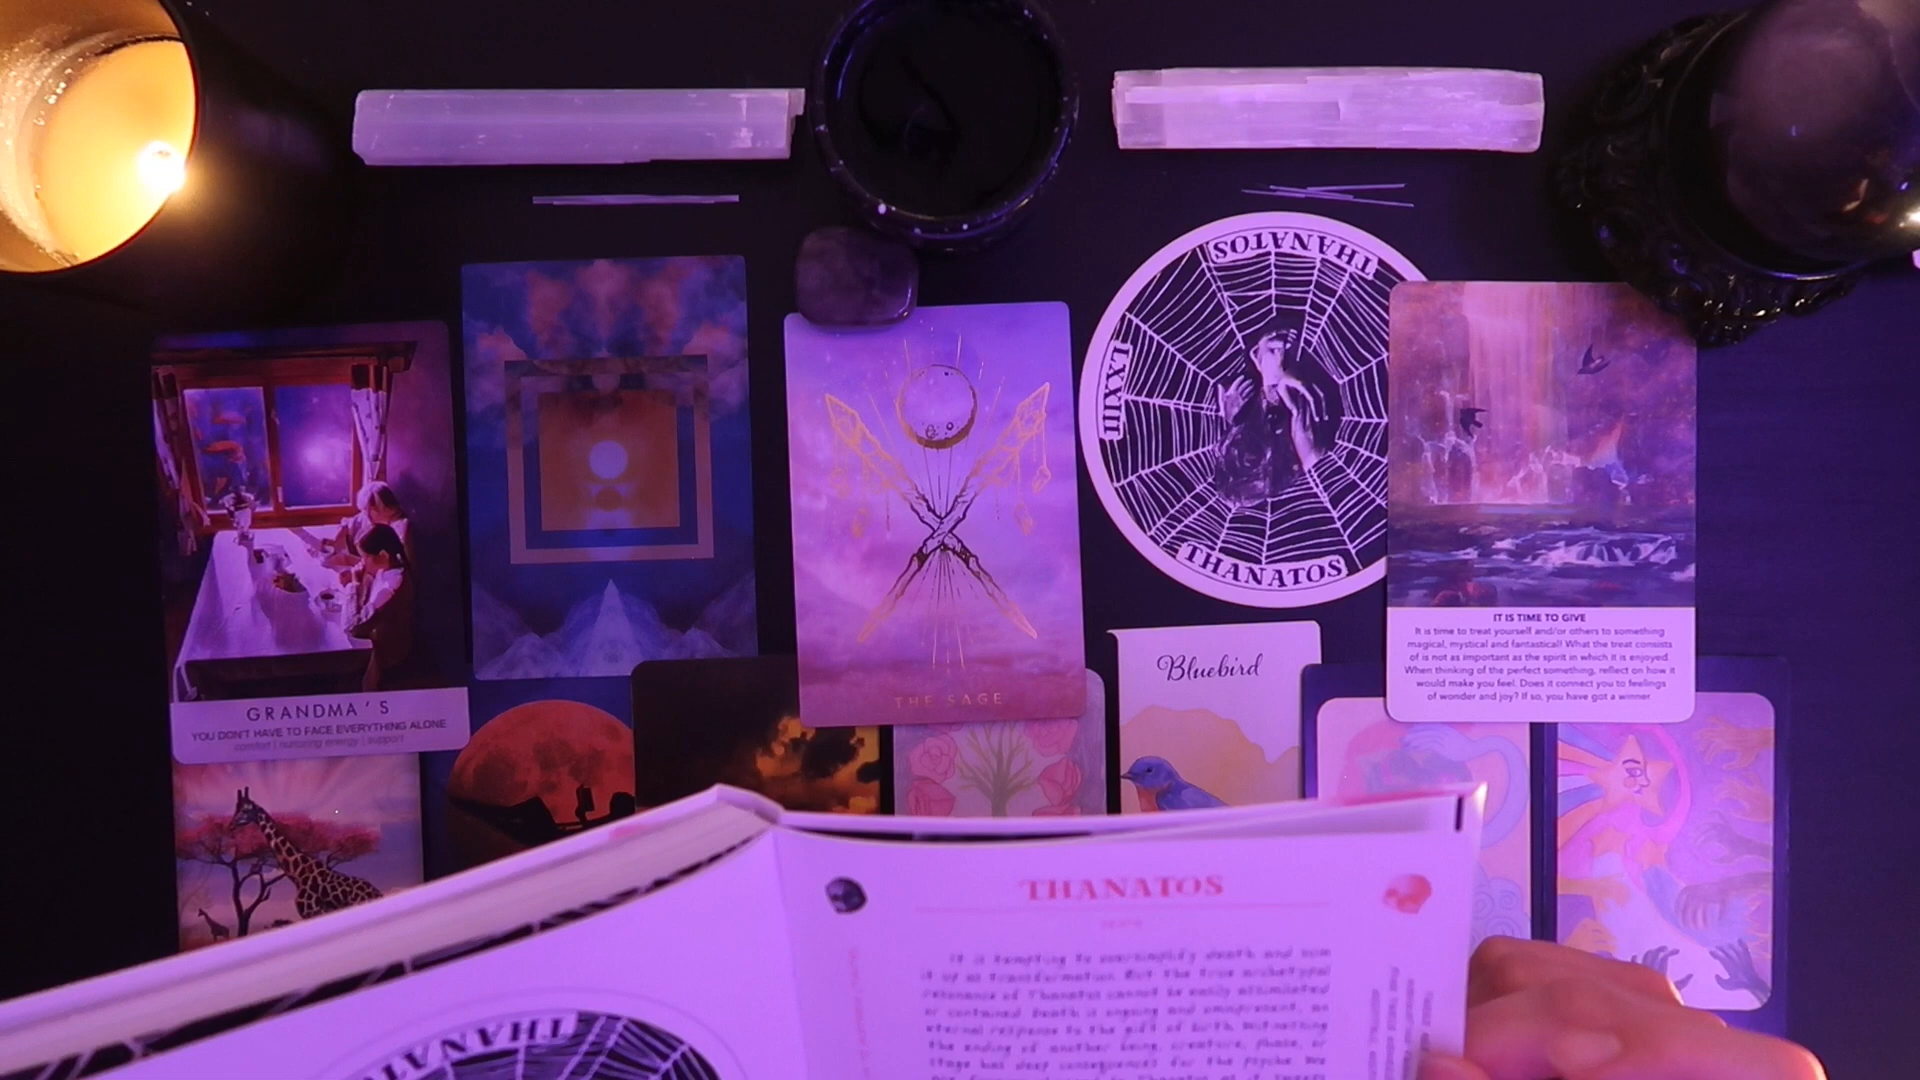 THANATOS
LXXIII
THANATOS
IT IS TIME TO GIVE
It is time to treat yourself and/or others to something
magical, mystical and fantastical! What the treat consists
of is not as important as the spirit in which it is enjoyed.
When thinking of the perfect something, reflect on how it
would make you feel. Does it connect you to feelings
of wonder and joy? If so, you have got a winner.
Bluebird
THE SAGE
GRANDMA'S
YOU DON'T HAVE TO FACE EVERYTHING ALONE
comfort | nurturing energy | support
THANATOS
It is tempting to oversimplify death and sum
it up as transformation. But the true archetypal
resonance of Thanatos cannot be easily assimilated
or contained. Death is ongoing and omnipresent, an
eternal response to the gift of birth. Witnessing
the ending of another being, creature, phase, or
stage has deep consequences for the psyche. We
THANATOS